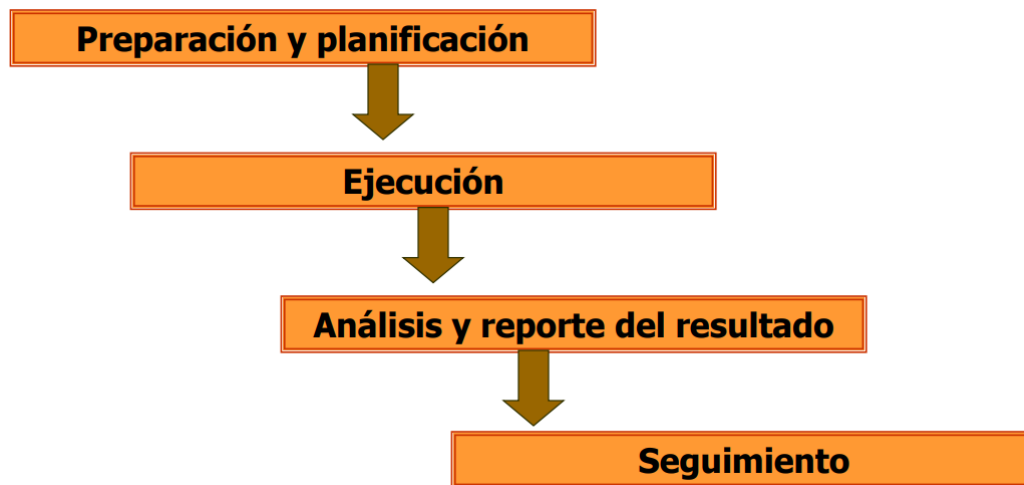 Preparación y planificación
Ejecución
Análisis y reporte del resultado
Seguimiento